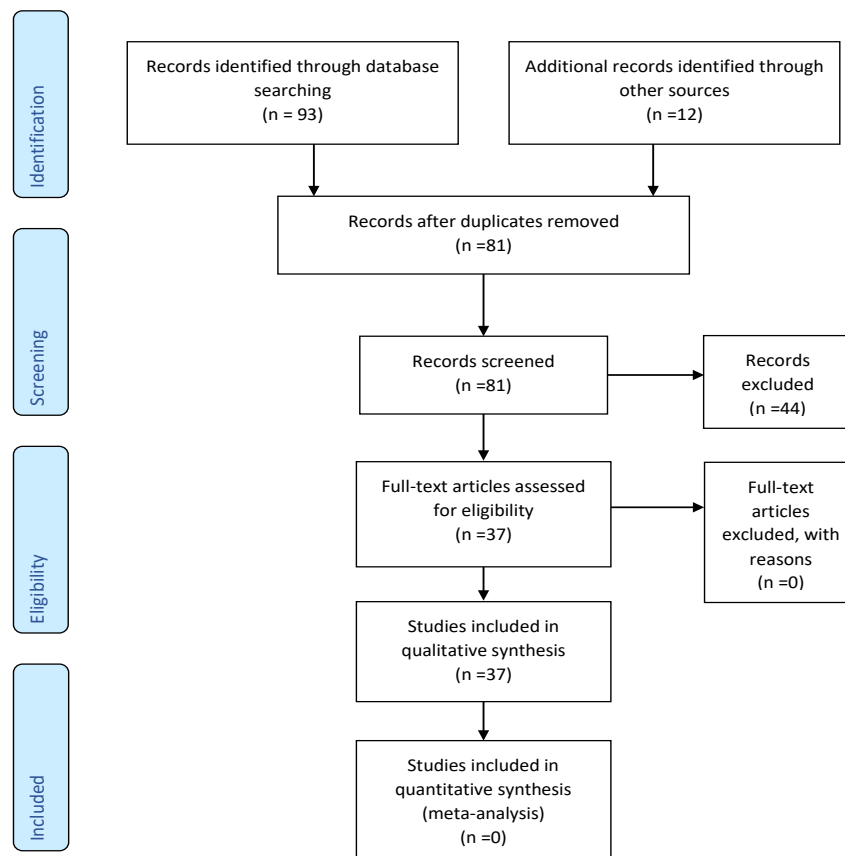 Identification
Records identified through database
searching
(n = 93)
Additional records identified through
other sources
(n =12)
Records after duplicates removed
(n =81)
Screening
Records screened
(n =81)
Records
excluded
(n =44)
Eligibility
Full-text articles assessed
for eligibility
(n =37)
Full-text
articles
excluded, with
reasons
(n =0)
Studies included in
qualitative synthesis
(n =37)
Included
Studies included in
quantitative synthesis
(meta-analysis)
(n =0)